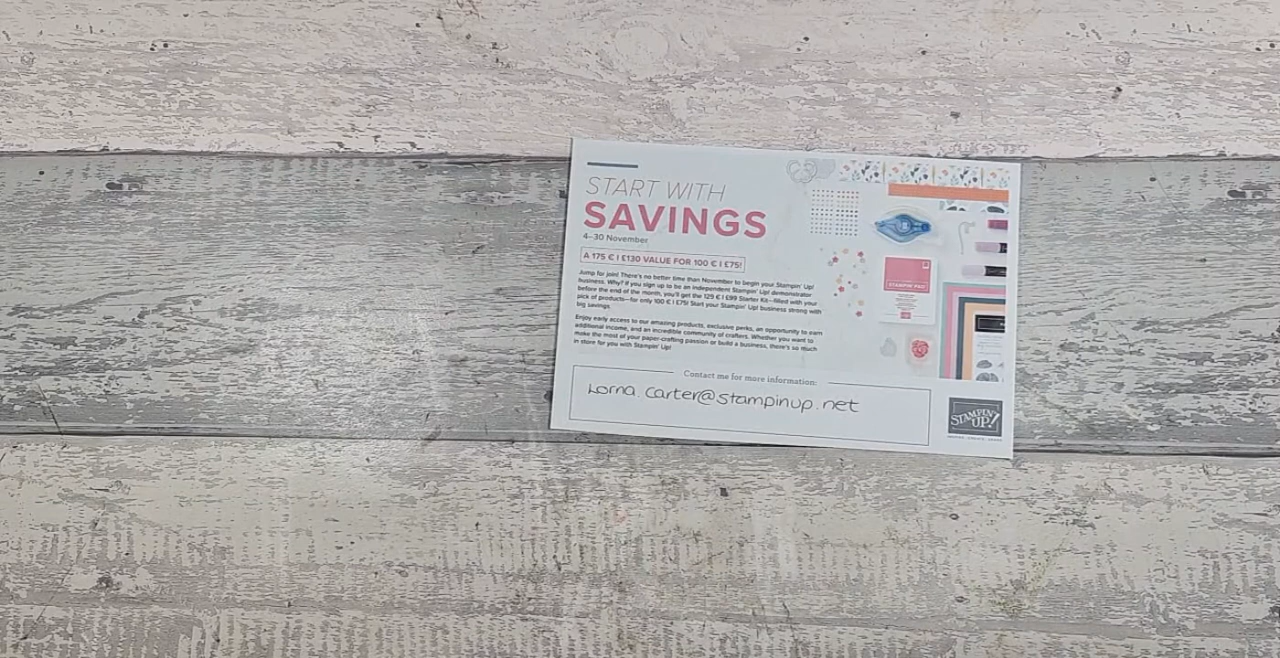 START WITH
SAVINGS
4–30 November
A 175 € | £130 VALUE FOR 100 € | £75!
Jump for join! There's no better time than November to begin your Stampin' Up!
business. Why? If you sign up to be an independent Stampin' Up! demonstrator
before the end of the month, you'll get the 125 € | £99 Starter Kit—filled with your
pick of products—for only 100 € | £75! Start your Stampin' Up! business strong with
big savings.
Enjoy early access to our amazing products, exclusive perks, an opportunity to earn
additional income, and an incredible community of crafters. Whether you want to
make the most of your paper-crafting passion or build a business, there's so much
in store for you with Stampin' Up!
Contact me for more information:
Lorna.carter@stampinup.net
STAMPIN' PAD
STAMPIN'
UP!